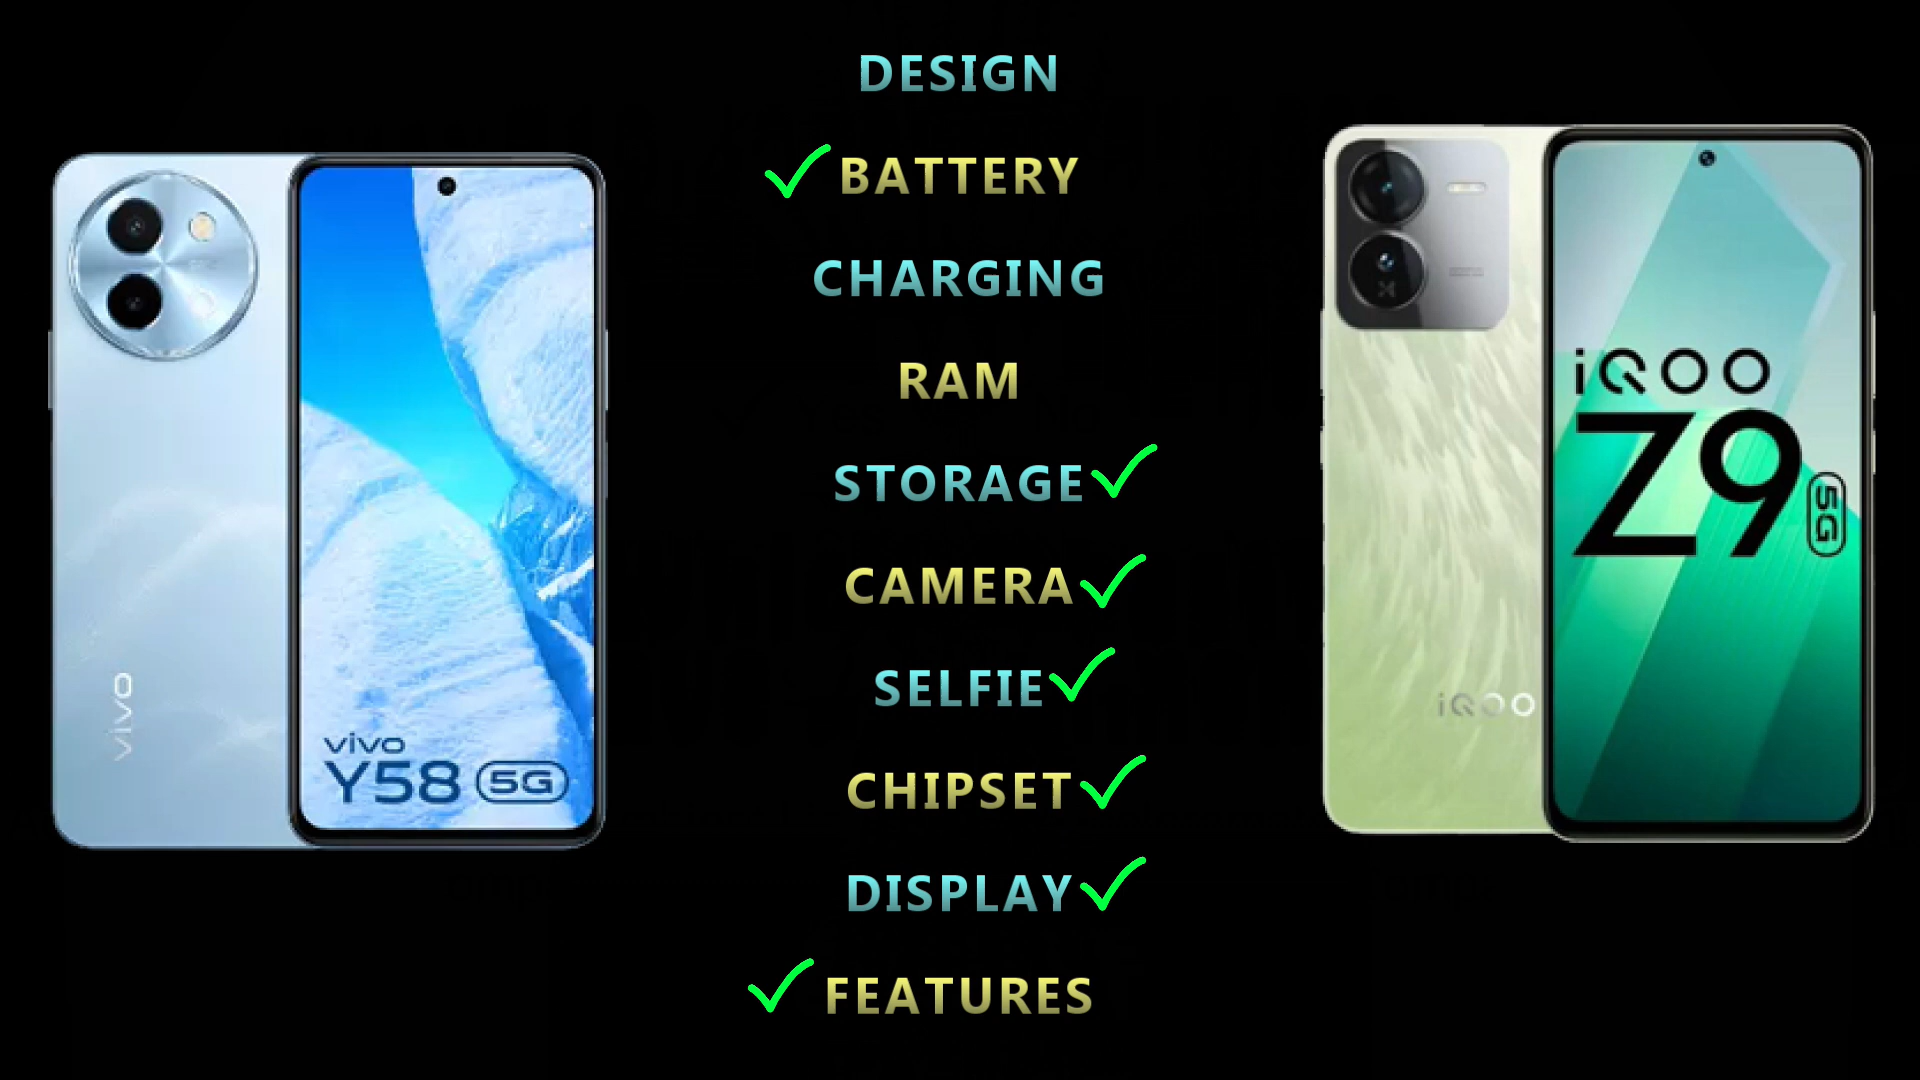 DESIGN
BATTERY
CHARGING
RAM
STORAGE
CAMERA
SELFIE
CHIPSET
DISPLAY
FEATURES
vivo
vivo
Y58 5G
iQOO
iQOO
Z9 5G